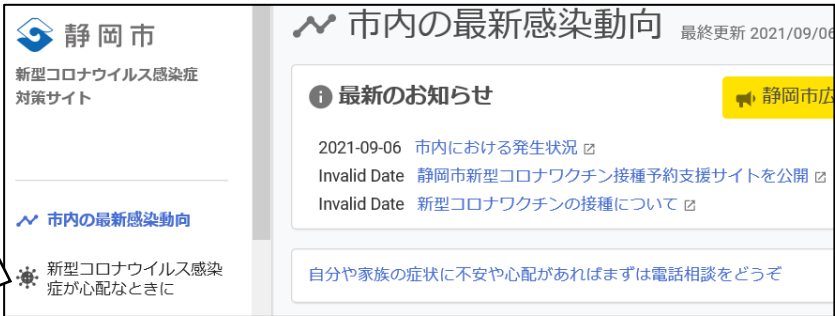 静岡市
新型コロナウイルス感染症
対策サイト
市内の最新感染動向
新型コロナウイルス感染
症が心配なときに
市内の最新感染動向 最終更新 2021/09/06
最新のお知らせ
静岡市広
2021-09-06 市内における発生状況
Invalid Date 静岡市新型コロナワクチン接種予約支援サイトを公開
Invalid Date 新型コロナワクチンの接種について
自分や家族の症状に不安や心配があればまずは電話相談をどうぞ